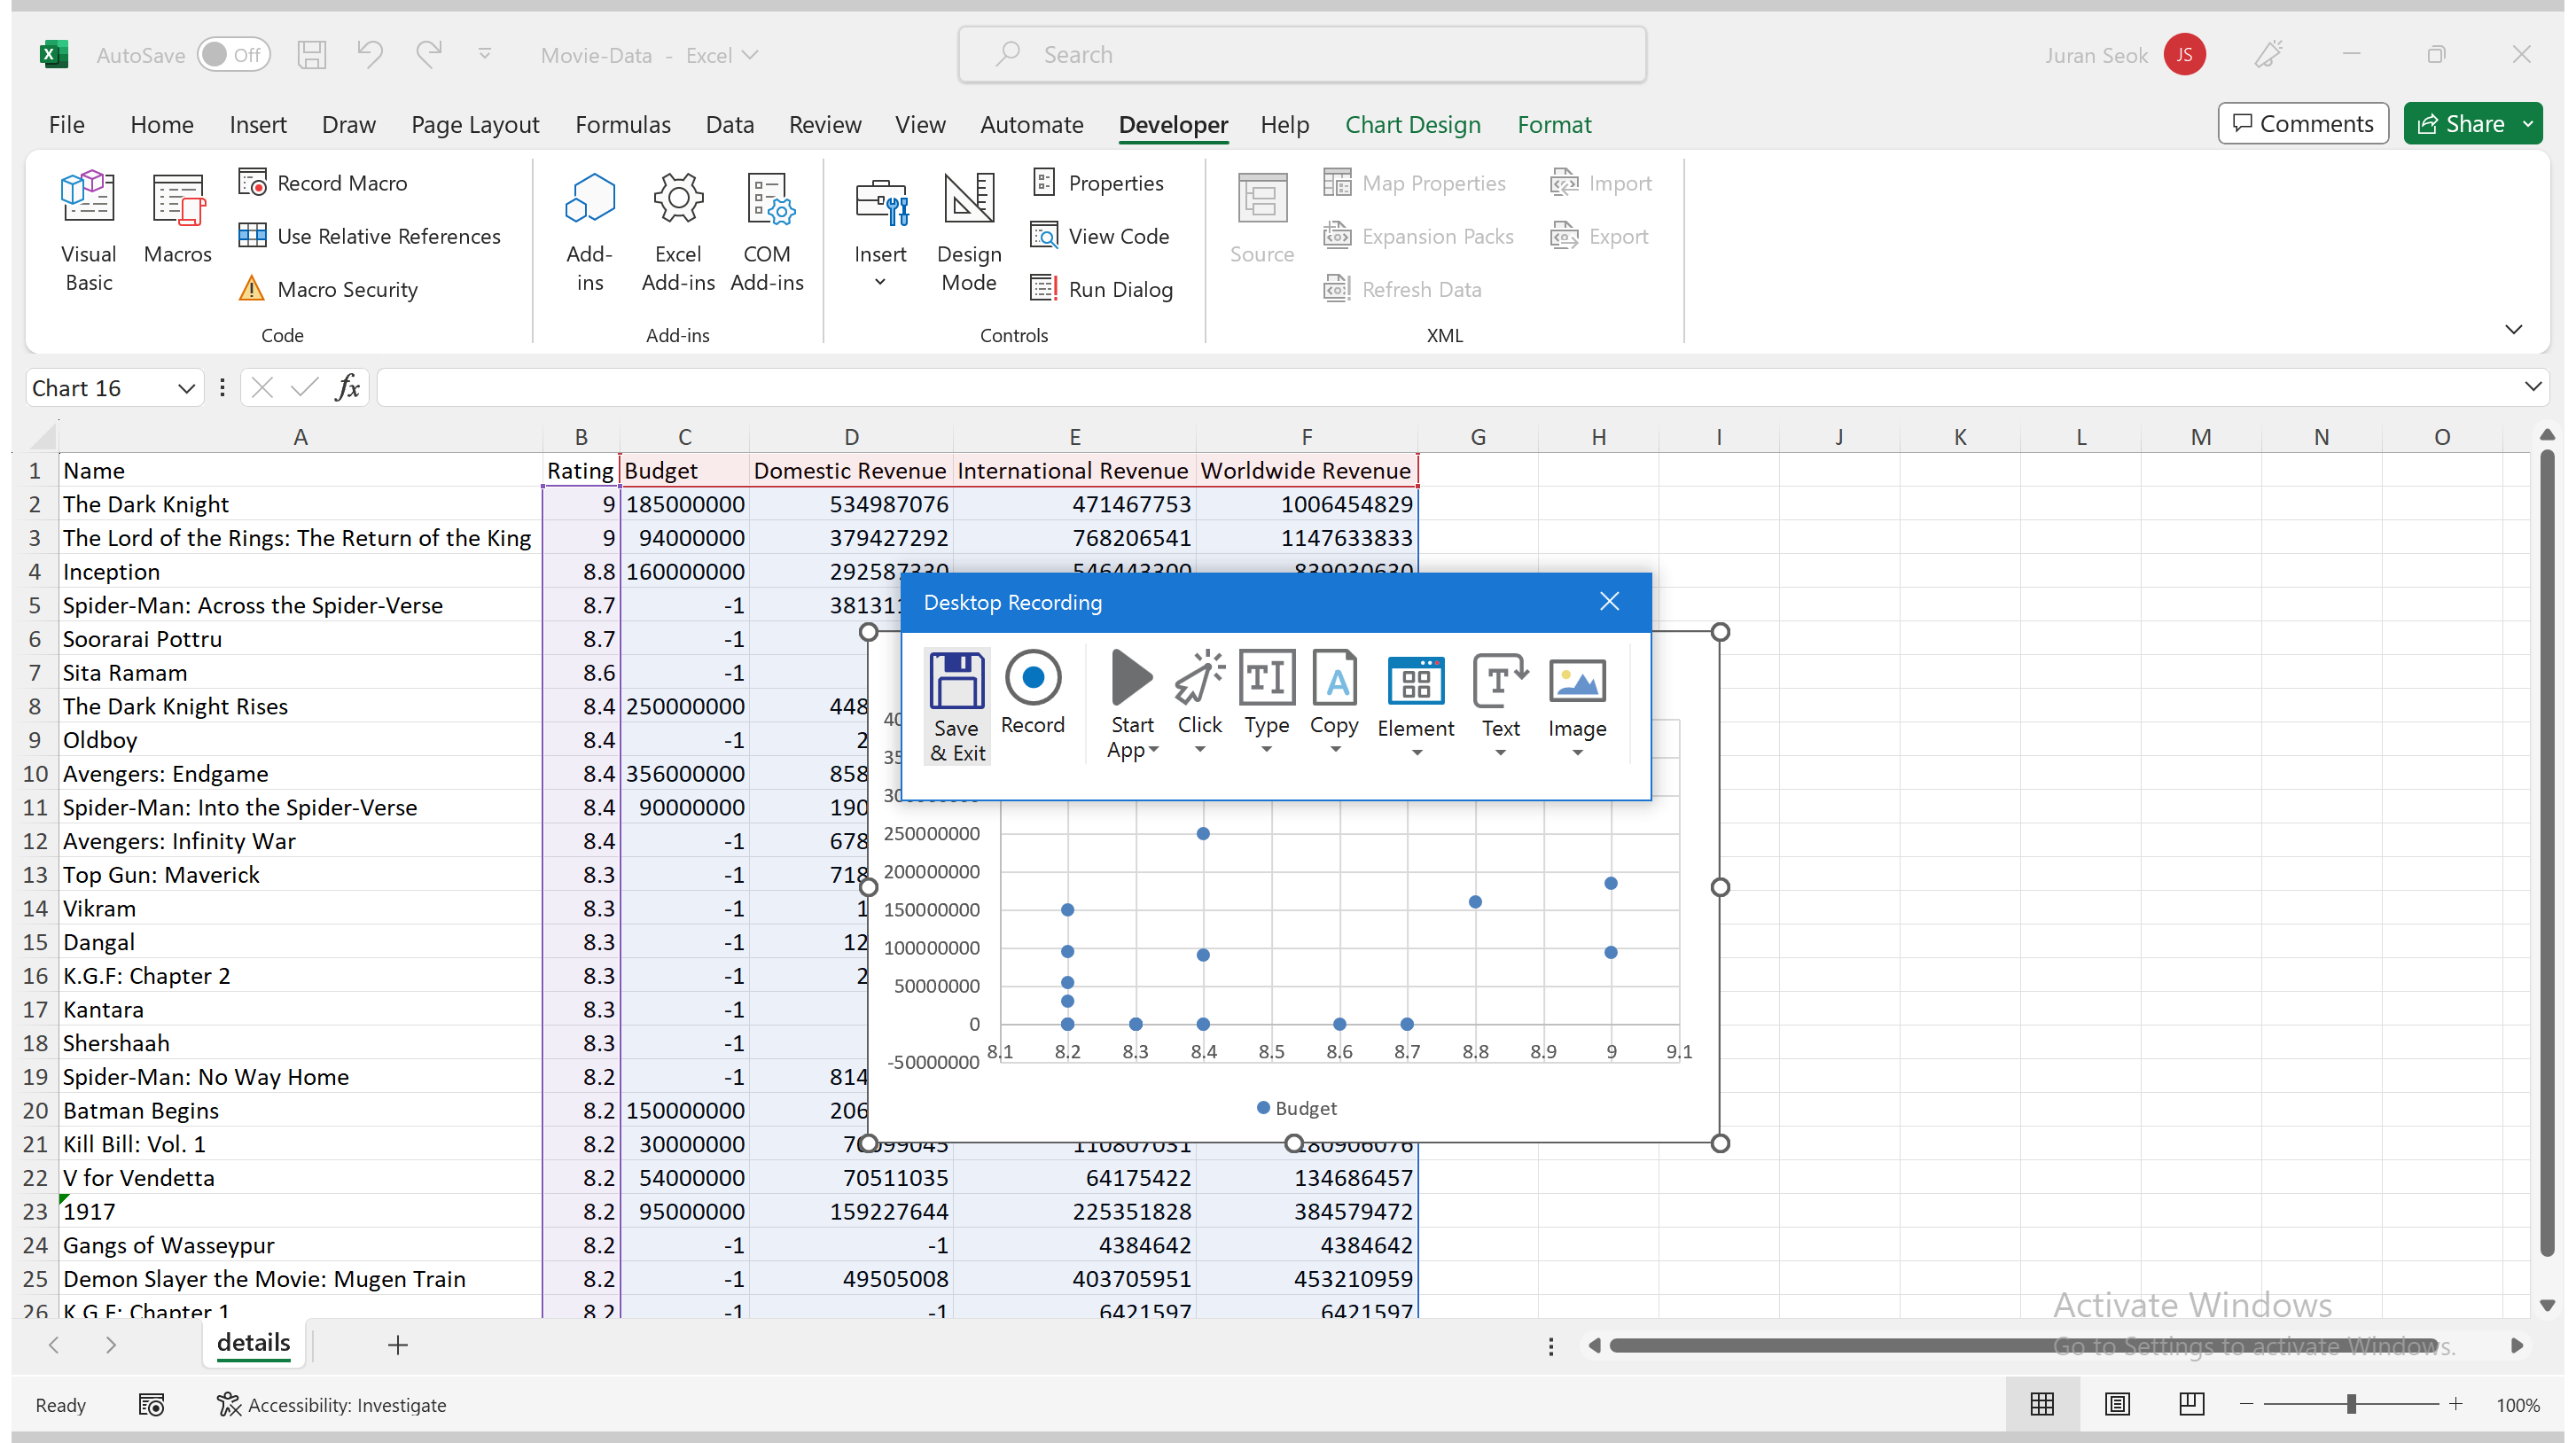 AutoSave Off Movie-Data - Excel Search Juran Seok JS
File Home Insert Draw Page Layout Formulas Data Review View Automate Developer Help Chart Design Format Comments Share
Visual Basic
Macros
Record Macro
Use Relative References
Macro Security
Code
Add-ins
Excel Add-ins
COM Add-ins
Add-ins
Insert
Design Mode
Properties
View Code
Run Dialog
Controls
Source
Map Properties
Expansion Packs
Refresh Data
Import
Export
XML
Chart 16 fx
A B C D E F G H I J K L M N O
1 Name Rating Budget Domestic Revenue International Revenue Worldwide Revenue
2 The Dark Knight 9 185000000 534987076 471467753 1006454829
3 The Lord of the Rings: The Return of the King 9 94000000 379427292 768206541 1147633833
4 Inception 8.8 160000000 292587330 546443300 839030630
5 Spider-Man: Across the Spider-Verse 8.7 -1 38131
6 Soorarai Pottru 8.7 -1
7 Sita Ramam 8.6 -1
8 The Dark Knight Rises 8.4 250000000 448
9 Oldboy 8.4 -1 2
10 Avengers: Endgame 8.4 356000000 858
11 Spider-Man: Into the Spider-Verse 8.4 90000000 190
12 Avengers: Infinity War 8.4 -1 678
13 Top Gun: Maverick 8.3 -1 718
14 Vikram 8.3 -1 1
15 Dangal 8.3 -1 12
16 K.G.F: Chapter 2 8.3 -1 2
17 Kantara 8.3 -1
18 Shershaah 8.3 -1
19 Spider-Man: No Way Home 8.2 -1 814
20 Batman Begins 8.2 150000000 206
21 Kill Bill: Vol. 1 8.2 30000000 110807031 180906076
22 V for Vendetta 8.2 54000000 70511035 64175422 134686457
23 1917 8.2 95000000 159227644 225351828 384579472
24 Gangs of Wasseypur 8.2 -1 -1 4384642 4384642
25 Demon Slayer the Movie: Mugen Train 8.2 -1 49505008 403705951 453210959
26 K.G.F: Chapter 1 8.2 -1 -1 6421597 6421597
Desktop Recording
Save & Exit
Record
Start App
Click
Type
Copy
Element
Text
Image
250000000
200000000
150000000
100000000
50000000
0
-50000000
8.1 8.2 8.3 8.4 8.5 8.6 8.7 8.8 8.9 9 9.1
Budget
Activate Windows
Go to Settings to activate Windows.
details
Ready Accessibility: Investigate 100%